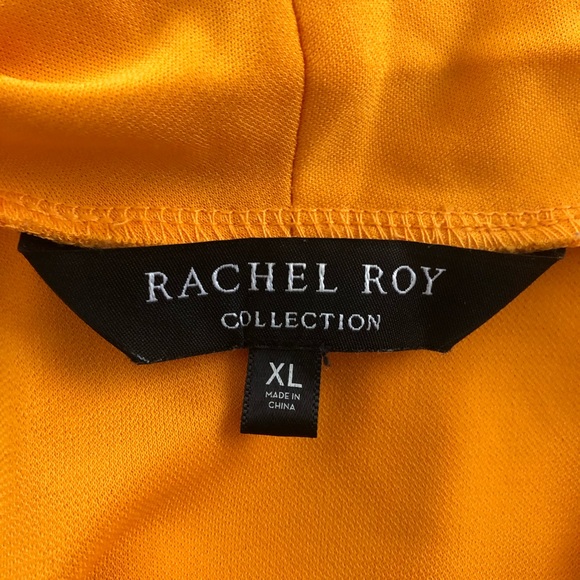 RACHEL ROY
COLLECTION
XL
MADE IN
CHINA